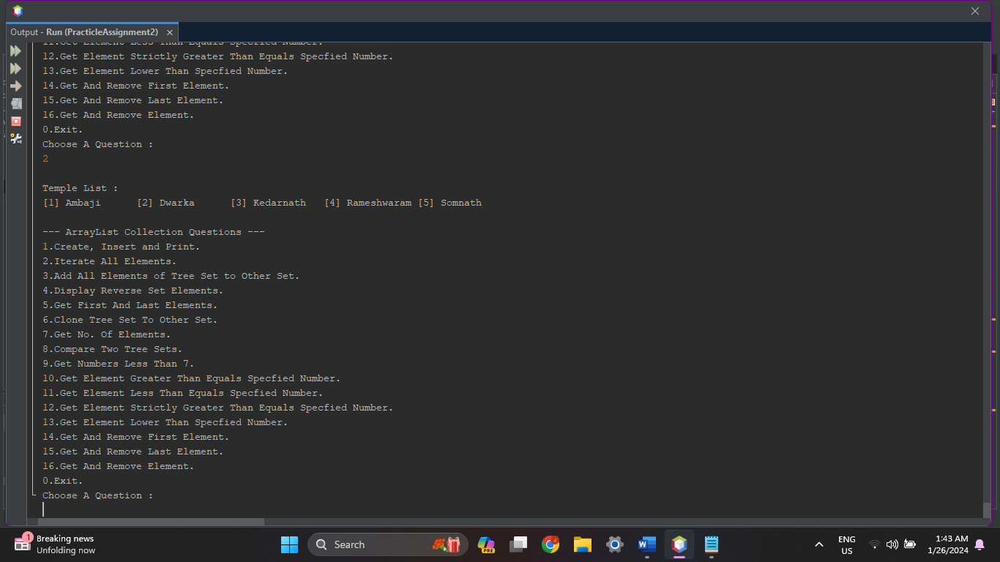 Output - Run (PracticleAssignment2) ×
11.Get Element Less Than Equals Specfied Number.
12.Get Element Strictly Greater Than Equals Specfied Number.
13.Get Element Lower Than Specfied Number.
14.Get And Remove First Element.
15.Get And Remove Last Element.
16.Get And Remove Element.
0.Exit.
Choose A Question :
2
Temple List :
[1] Ambaji [2] Dwarka [3] Kedarnath [4] Rameshwaram [5] Somnath
--- ArrayList Collection Questions ---
1.Create, Insert and Print.
2.Iterate All Elements.
3.Add All Elements of Tree Set to Other Set.
4.Display Reverse Set Elements.
5.Get First And Last Elements.
6.Clone Tree Set To Other Set.
7.Get No. Of Elements.
8.Compare Two Tree Sets.
9.Get Numbers Less Than 7.
10.Get Element Greater Than Equals Specfied Number.
11.Get Element Less Than Equals Specfied Number.
12.Get Element Strictly Greater Than Equals Specfied Number.
13.Get Element Lower Than Specfied Number.
14.Get And Remove First Element.
15.Get And Remove Last Element.
16.Get And Remove Element.
0.Exit.
Choose A Question :
1
Breaking news
Unfolding now
Search
PRE
ENG
US
1:43 AM
1/26/2024